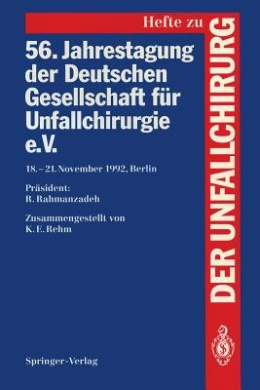 Hefte zu
DER UNFALLCHIRURG
56. Jahrestagung
der Deutschen
Gesellschaft für
Unfallchirurgie
e.V.
18.–21. November 1992, Berlin
Präsident:
R. Rahmanzadeh
Zusammengestellt von
K. E. Rehm
Springer-Verlag